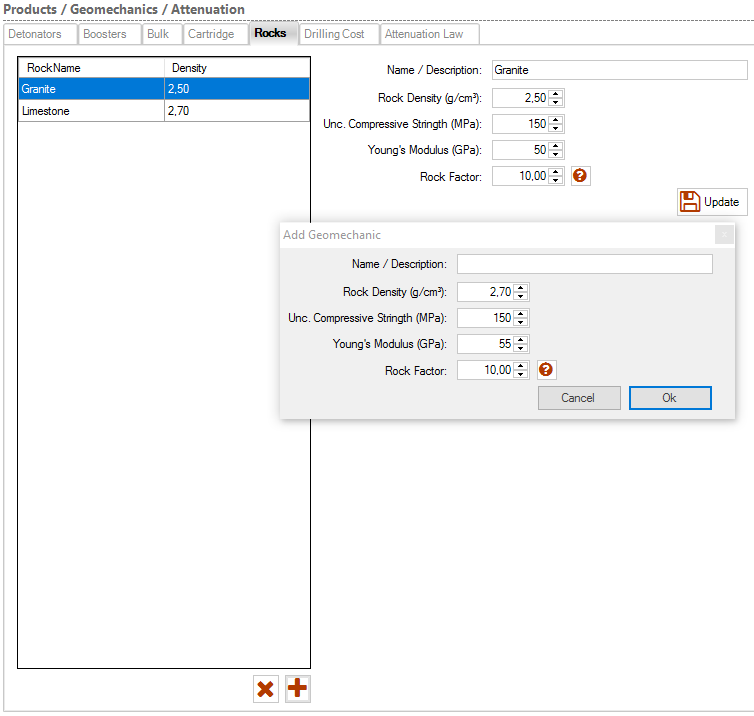 Products / Geomechanics / Attenuation
Detonators Boosters Bulk Cartridge Rocks Drilling Cost Attenuation Law
RockName Density
Granite 2,50
Limestone 2,70
Name / Description: Granite
Rock Density (g/cm³): 2,50
Unc. Compressive Stringth (MPa): 150
Young's Modulus (GPa): 50
Rock Factor: 10,00 ?
Update
Add Geomechanic x
Name / Description:
Rock Density (g/cm³): 2,70
Unc. Compressive Stringth (MPa): 150
Young's Modulus (GPa): 55
Rock Factor: 10,00 ?
Cancel Ok